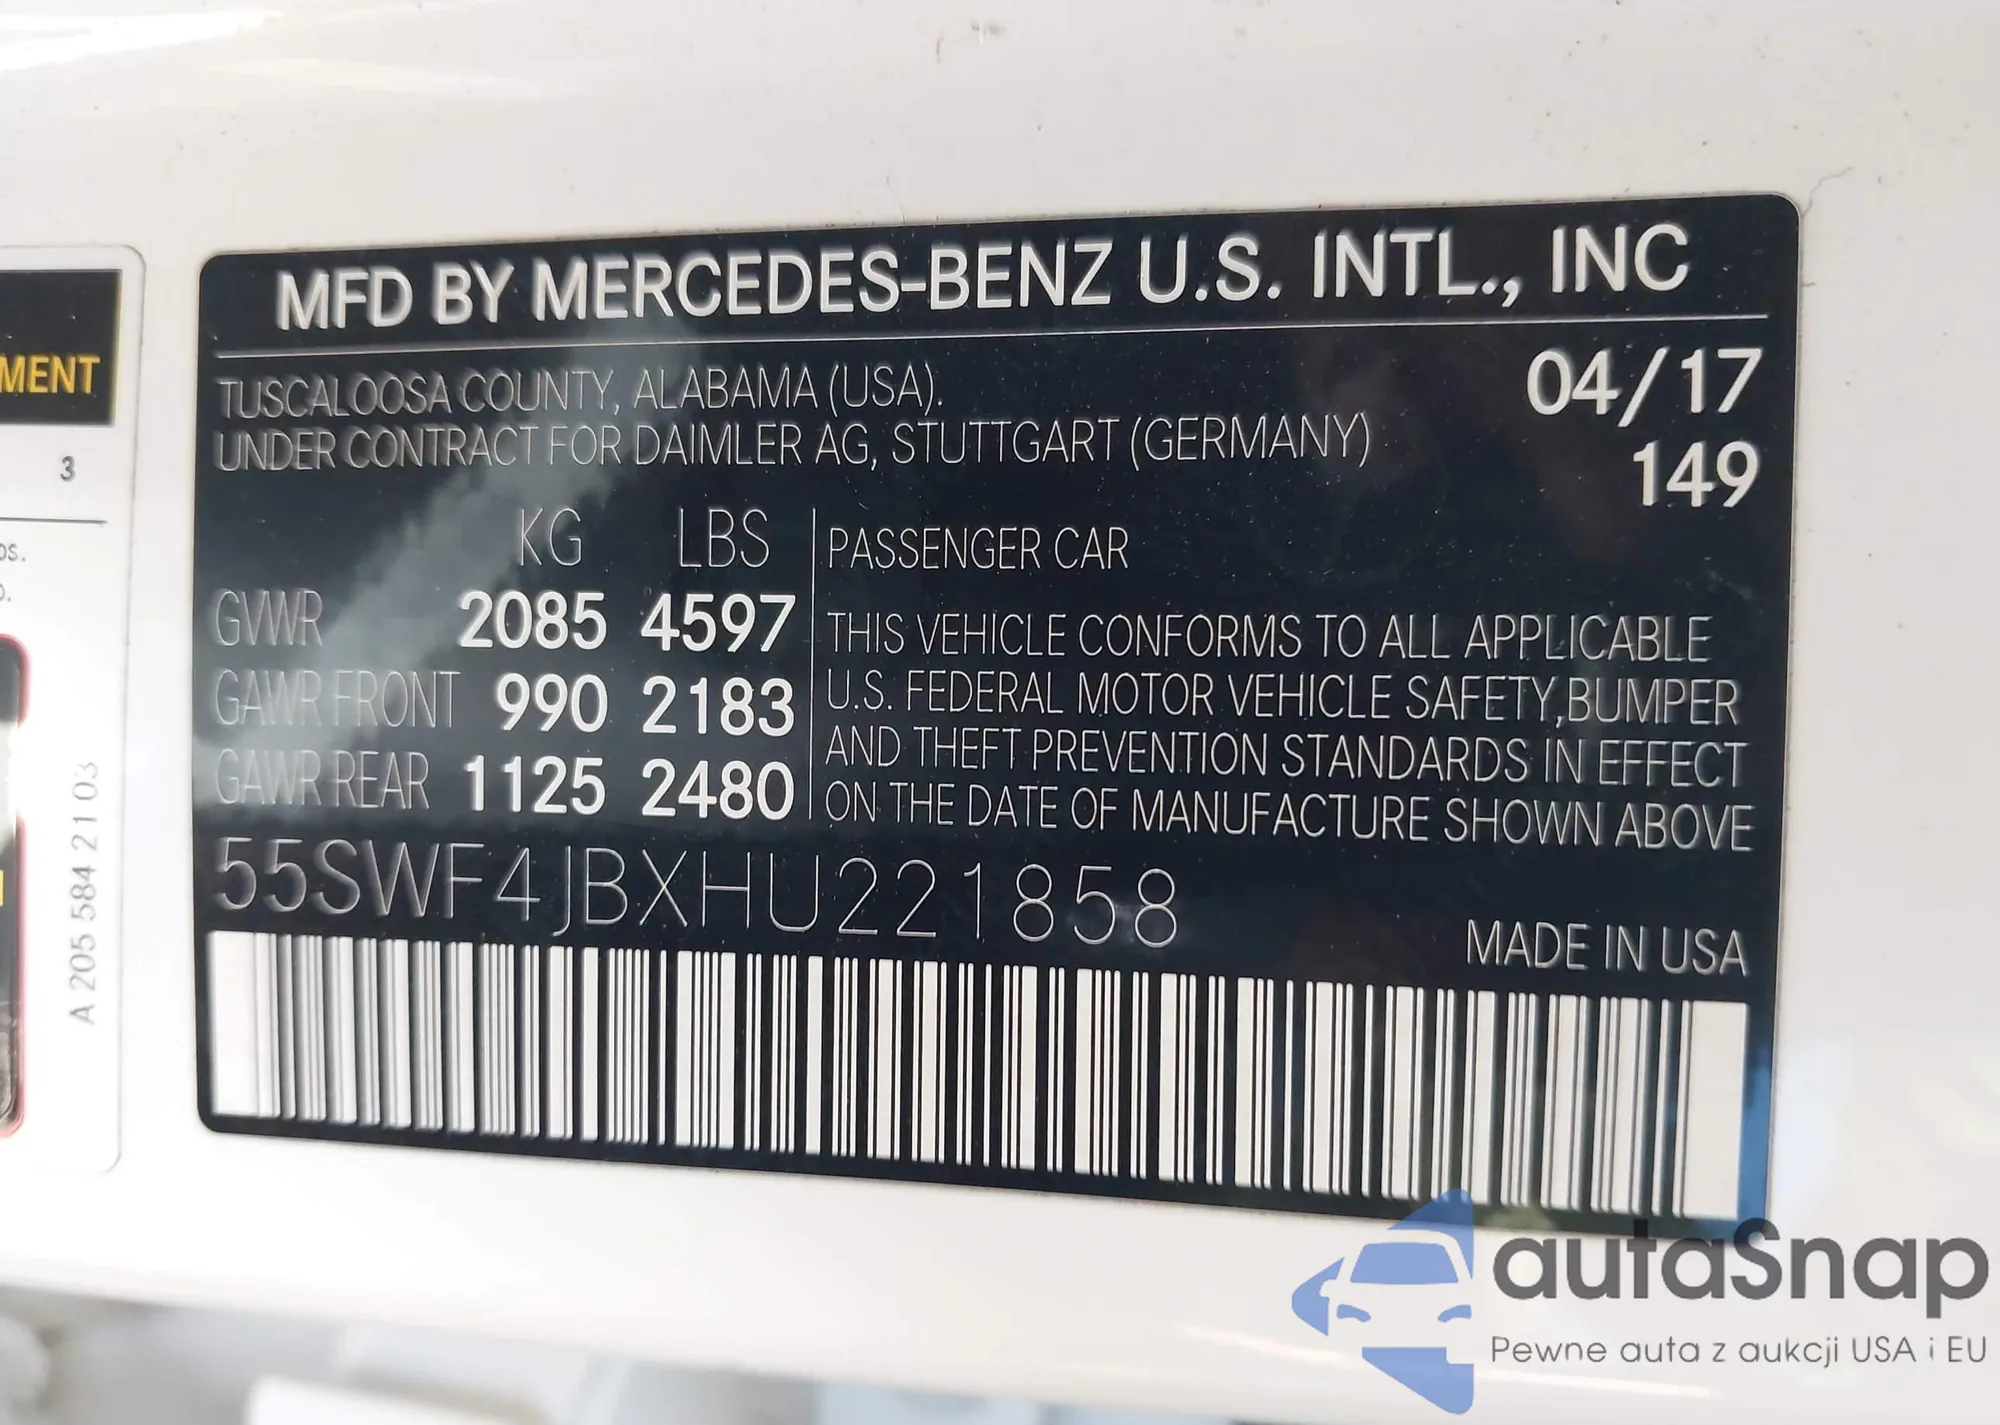 MFD BY MERCEDES-BENZ U.S. INTL., INC
TUSCALOOSA COUNTY, ALABAMA (USA).
UNDER CONTRACT FOR DAIMLER AG, STUTTGART (GERMANY)
04/17
149
KG LBS
GVWR 2085 4597
GAWR FRONT 990 2183
GAWR REAR 1125 2480
PASSENGER CAR
THIS VEHICLE CONFORMS TO ALL APPLICABLE
U.S. FEDERAL MOTOR VEHICLE SAFETY,BUMPER
AND THEFT PREVENTION STANDARDS IN EFFECT
ON THE DATE OF MANUFACTURE SHOWN ABOVE
55SWF4JBXHU221858
MADE IN USA
MENT
3
A 205 584 21 03
autaSnap
Pewne auta z aukcji USA i EU